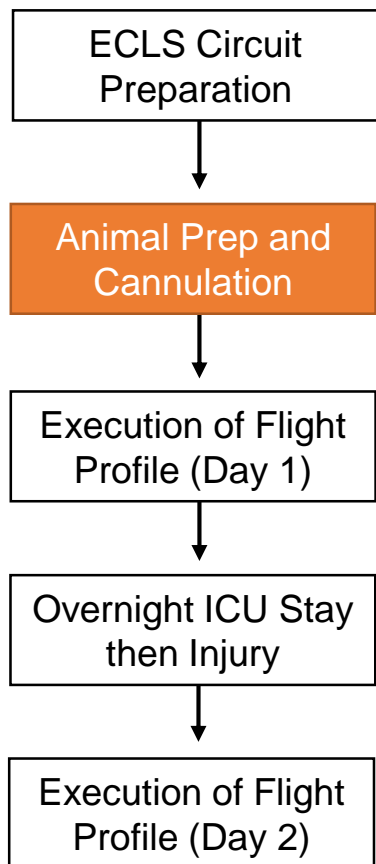 ECLS Circuit
Preparation
Animal Prep and
Cannulation
Execution of Flight
Profile (Day 1)
Overnight ICU Stay
then Injury
Execution of Flight
Profile (Day 2)